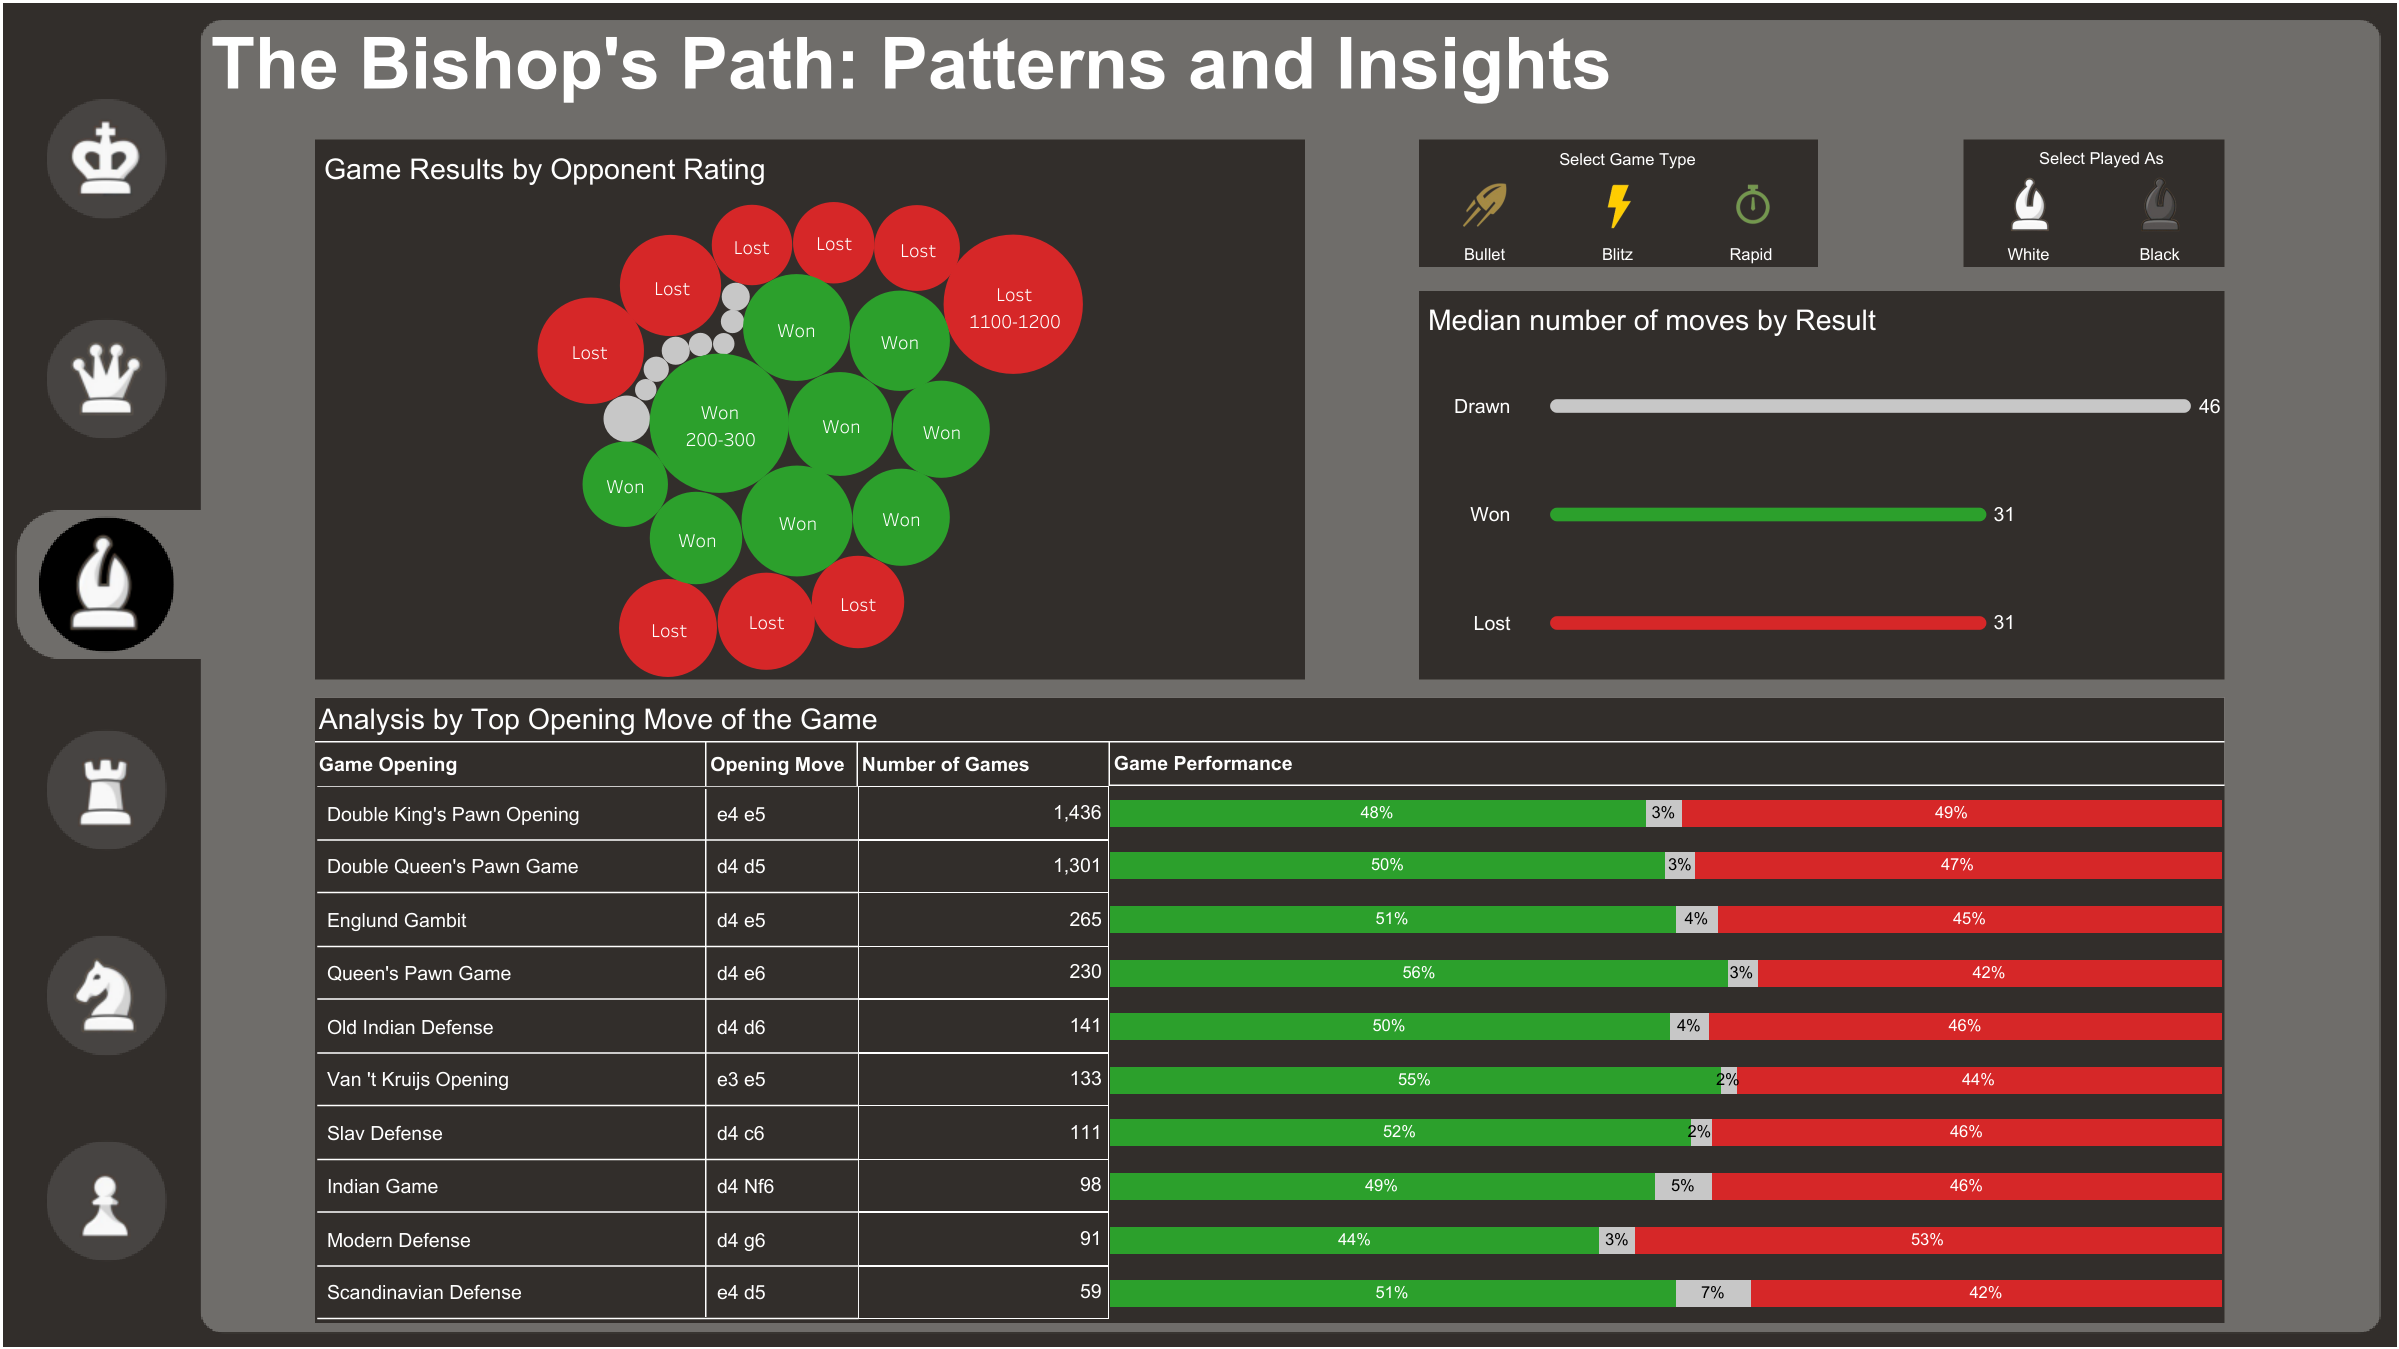 The Bishop's Path: Patterns and Insights
Game Results by Opponent Rating
Lost
Lost
Lost
Lost
Lost
1100-1200
Lost
Won
Won
Won
200-300
Won
Won
Won
Won
Won
Won
Lost
Lost
Lost
Select Game Type
Bullet Blitz Rapid
Select Played As
White Black
Median number of moves by Result
Drawn 46
Won 31
Lost 31
Analysis by Top Opening Move of the Game
Game Opening Opening Move Number of Games Game Performance
Double King's Pawn Opening e4 e5 1,436 48% 3% 49%
Double Queen's Pawn Game d4 d5 1,301 50% 3% 47%
Englund Gambit d4 e5 265 51% 4% 45%
Queen's Pawn Game d4 e6 230 56% 3% 42%
Old Indian Defense d4 d6 141 50% 4% 46%
Van 't Kruijs Opening e3 e5 133 55% 2% 44%
Slav Defense d4 c6 111 52% 2% 46%
Indian Game d4 Nf6 98 49% 5% 46%
Modern Defense d4 g6 91 44% 3% 53%
Scandinavian Defense e4 d5 59 51% 7% 42%